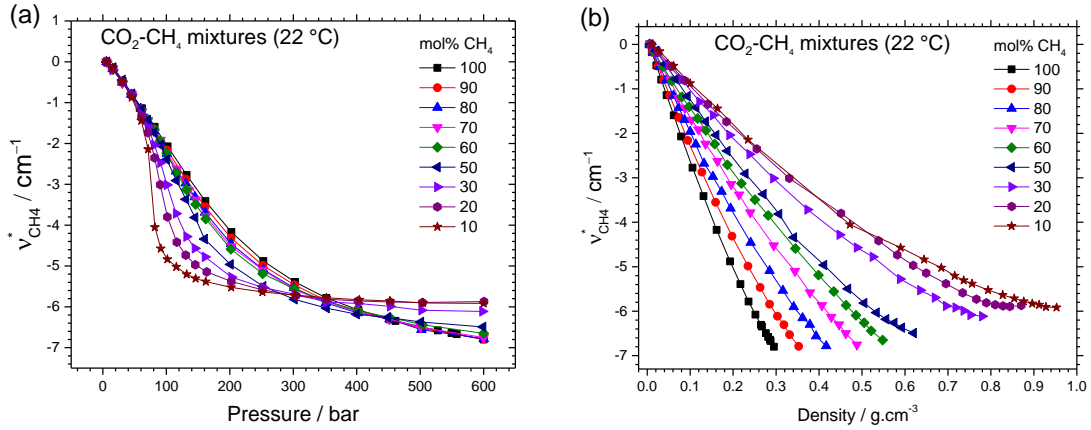 (a)
CO₂-CH₄ mixtures (22 °C)
mol% CH₄
100
90
80
70
60
50
30
20
10
0
-1
-2
-3
-4
-5
-6
-7
ν*CH4 / cm⁻¹
0 100 200 300 400 500 600
Pressure / bar
(b)
CO₂-CH₄ mixtures (22 °C)
mol% CH₄
100
90
80
70
60
50
30
20
10
0
-1
-2
-3
-4
-5
-6
-7
ν*CH4 / cm⁻¹
0.0 0.1 0.2 0.3 0.4 0.5 0.6 0.7 0.8 0.9 1.0
Density / g.cm⁻³